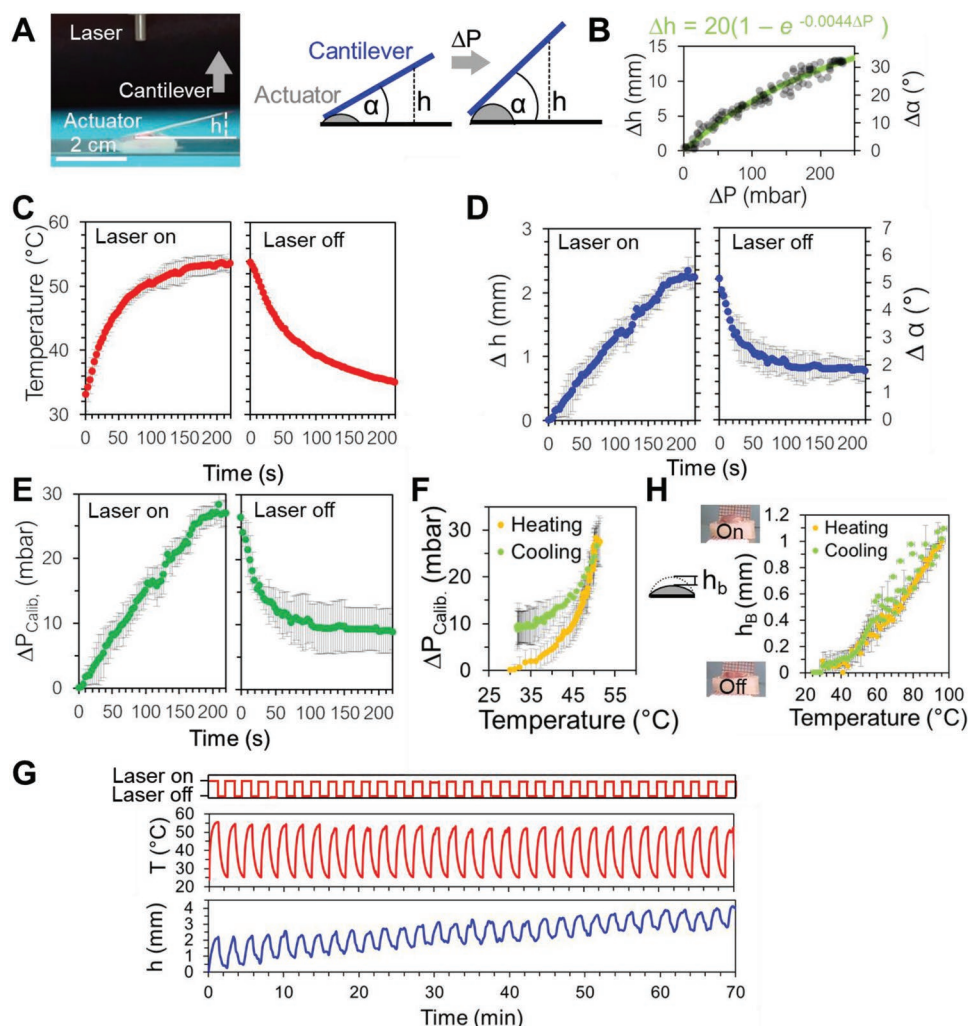 A
Laser
Cantilever
Actuator
h
2 cm
Cantilever
Actuator
α
h
ΔP
α
h
B
Δh = 20(1 – e -0.0044ΔP )
Δh (mm)
15
10
5
0
0
100
200
ΔP (mbar)
30
20
10
0
Δα (°)
C
Temperature (°C)
60
50
40
30
Laser on
Laser off
0 50 100 150 200
0 50 100 150 200
Time (s)
D
Δ h (mm)
3
2
1
0
Laser on
Laser off
7
6
5
4
3
2
1
0
Δ α (°)
0 50 100 150 200
0 50 100 150 200
Time (s)
E
ΔPCalib, (mbar)
30
20
10
0
Laser on
Laser off
0 50 100 150 200
0 50 100 150 200
Time (s)
F
ΔPCalib. (mbar)
30
20
10
0
Heating
Cooling
25 35 45 55
Temperature (°C)
H
On
hb
Off
hB (mm)
1.2
1
0.8
0.6
0.4
0.2
0
Heating
Cooling
20 40 60 80 100
Temperature (°C)
G
Laser on
Laser off
T (°C)
60
50
40
30
20
h (mm)
4
3
2
1
0
0 10 20 30 40 50 60 70
Time (min)